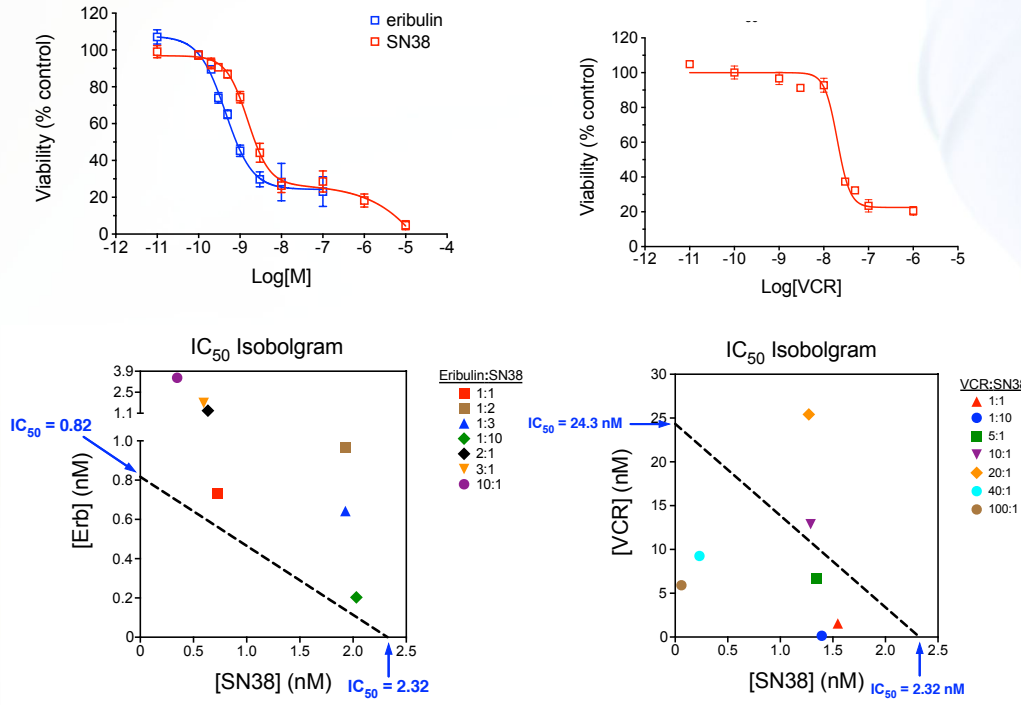 120
100
80
60
40
20
0
-12 -11 -10 -9 -8 -7 -6 -5 -4
Viability (% control)
Log[M]
eribulin
SN38
120
100
80
60
40
20
0
-12 -11 -10 -9 -8 -7 -6 -5
Viability (% control)
Log[VCR]
IC50 Isobolgram
3.9
2.5
1.1
1.0
0.8
0.6
0.4
0.2
0
0 0.5 1.0 1.5 2.0 2.5
[Erb] (nM)
[SN38] (nM)
IC50 = 0.82
IC50 = 2.32
Eribulin:SN38
1:1
1:2
1:3
1:10
2:1
3:1
10:1
IC50 Isobolgram
30
25
20
15
10
5
0
0 0.5 1.0 1.5 2.0 2.5
[VCR] (nM)
[SN38] (nM)
IC50 = 24.3 nM
IC50 = 2.32 nM
VCR:SN38
1:1
1:10
5:1
10:1
20:1
40:1
100:1